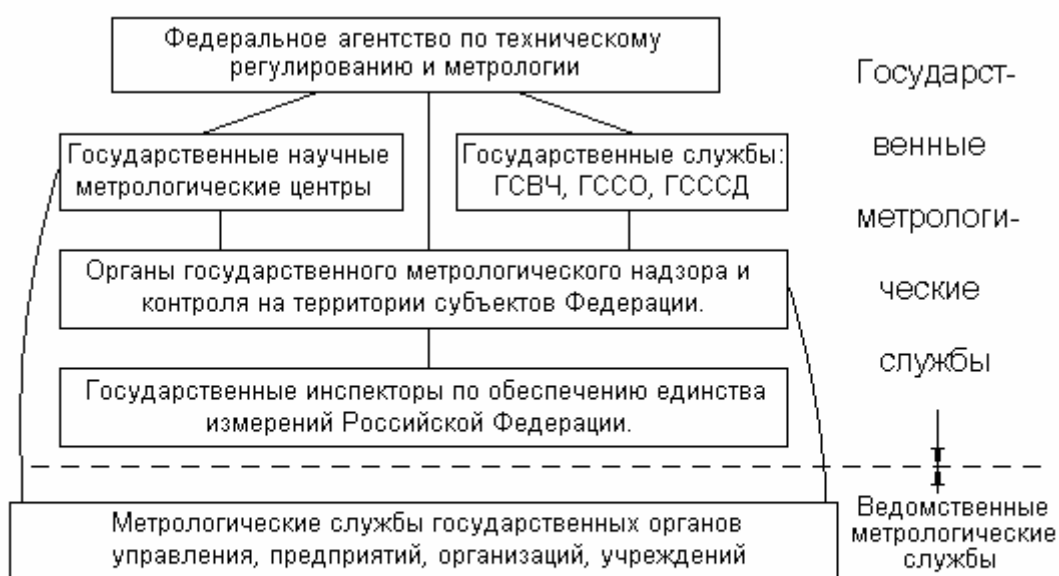 Федеральное агентство по техническому
регулированию и метрологии
Государственные научные
метрологические центры
Государственные службы:
ГСВЧ, ГССО, ГСССД
Органы государственного метрологического надзора и
контроля на территории субъектов Федерации.
Государственные инспекторы по обеспечению единства
измерений Российской Федерации.
Метрологические службы государственных органов
управления, предприятий, организаций, учреждений
Государст-
венные
метрологи-
ческие
службы
Ведомственные
метрологические
службы